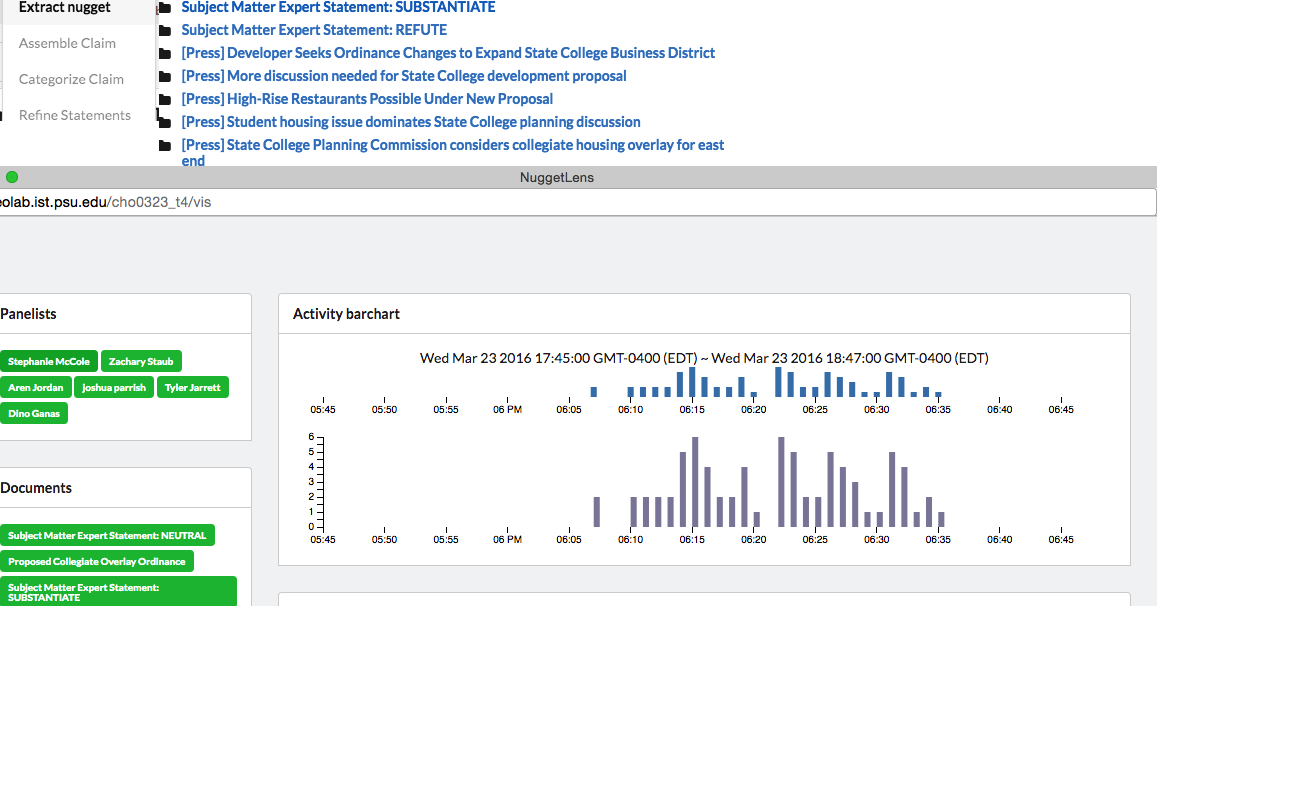 Extract nugget
Assemble Claim
Categorize Claim
Refine Statements
Subject Matter Expert Statement: SUBSTANTIATE
Subject Matter Expert Statement: REFUTE
[Press] Developer Seeks Ordinance Changes to Expand State College Business District
[Press] More discussion needed for State College development proposal
[Press] High-Rise Restaurants Possible Under New Proposal
[Press] Student housing issue dominates State College planning discussion
[Press] State College Planning Commission considers collegiate housing overlay for east
end
NuggetLens
eolab.ist.psu.edu/cho0323_t4/vis
Panelists
Stephanie McCole Zachary Staub
Aren Jordan joshua parrish Tyler Jarrett
Dino Ganas
Documents
Subject Matter Expert Statement: NEUTRAL
Proposed Collegiate Overlay Ordinance
Subject Matter Expert Statement:
SUBSTANTIATE
Activity barchart
Wed Mar 23 2016 17:45:00 GMT-0400 (EDT) ~ Wed Mar 23 2016 18:47:00 GMT-0400 (EDT)
05:45 05:50 05:55 06 PM 06:05 06:10 06:15 06:20 06:25 06:30 06:35 06:40 06:45
6
5
4
3
2
1
0
05:45 05:50 05:55 06 PM 06:05 06:10 06:15 06:20 06:25 06:30 06:35 06:40 06:45